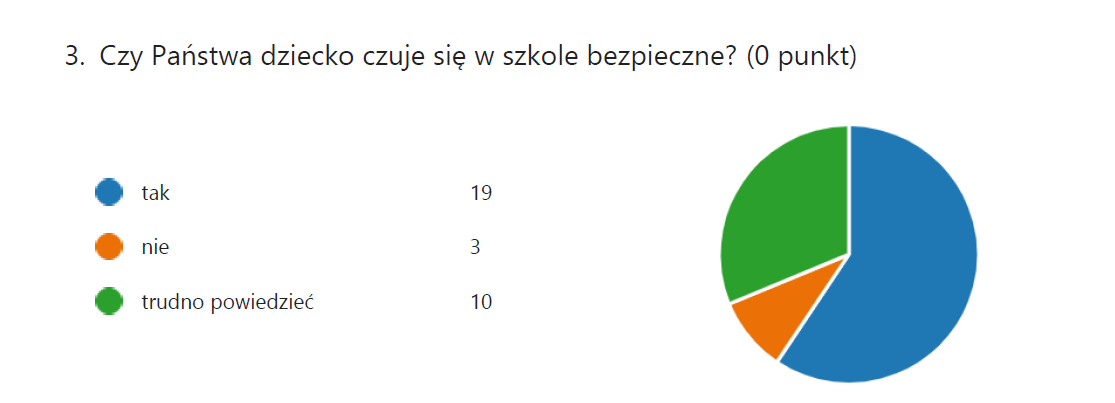 3. Czy Państwa dziecko czuje się w szkole bezpieczne? (0 punkt)
tak 19
nie 3
trudno powiedzieć 10